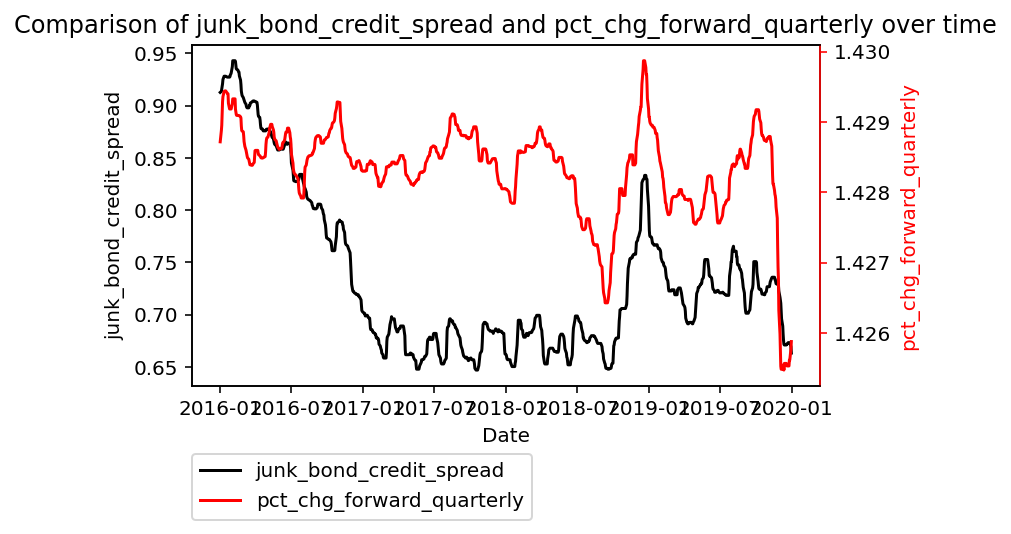 Comparison of junk_bond_credit_spread and pct_chg_forward_quarterly over time
junk_bond_credit_spread
0.95
0.90
0.85
0.80
0.75
0.70
0.65
1.430
1.429
1.428
1.427
1.426
pct_chg_forward_quarterly
2016-01 2016-07 2017-01 2017-07 2018-01 2018-07 2019-01 2019-07 2020-01
Date
junk_bond_credit_spread
pct_chg_forward_quarterly